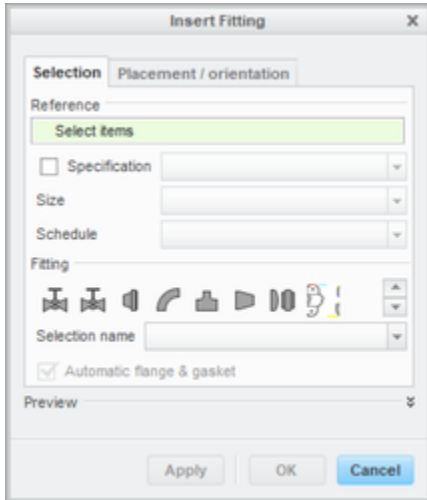 Insert Fitting
Selection Placement / orientation
Reference
Select items
Specification
Size
Schedule
Fitting
Selection name
Automatic flange & gasket
Preview
Apply OK Cancel